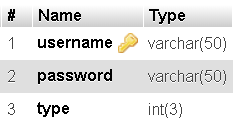 # Name Type
1 username varchar(50)
2 password varchar(50)
3 type int(3)